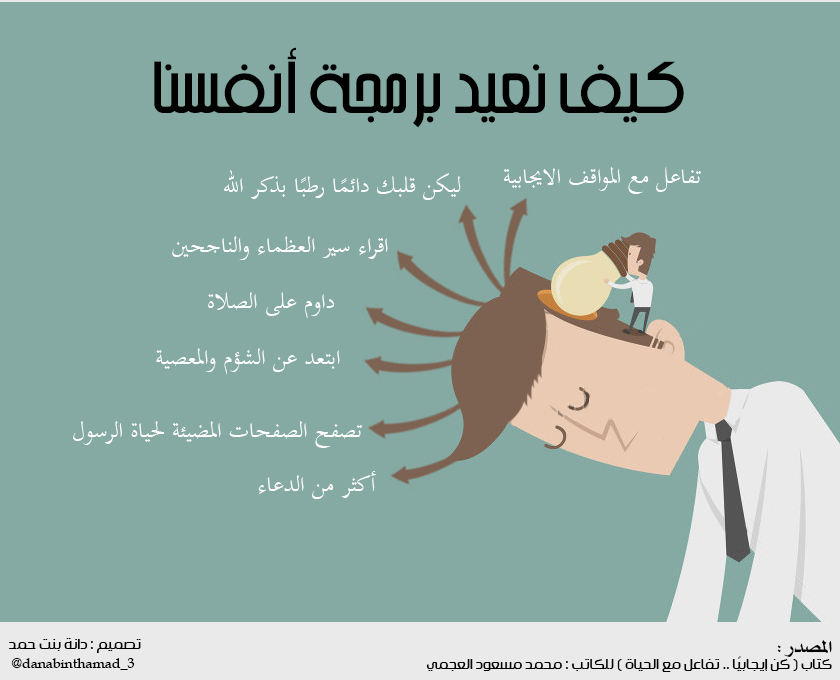 كيف نعيد برمجة أنفسنا
تفاعل مع المواقف الايجابية
ليكن قلبك دائمًا رطبًا بذكر الله
اقراء سير العظماء والناجحين
داوم على الصلاة
ابتعد عن الشؤم والمعصية
تصفح الصفحات المضيئة لحياة الرسول
أكثر من الدعاء
المصدر :
كتاب ( كن إيجابيًا .. تفاعل مع الحياة ) للكاتب : محمد مسعود العجمي
تصميم : دانة بنت حمد
@danabinthamad_3